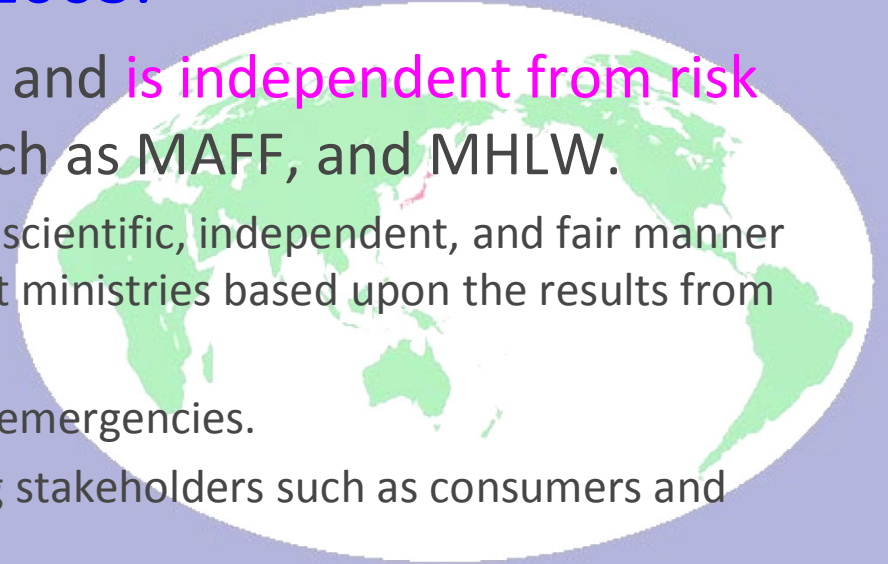 and is independent from risk
ch as MAFF, and MHLW.
scientific, independent, and fair manner
t ministries based upon the results from
emergencies.
g stakeholders such as consumers and